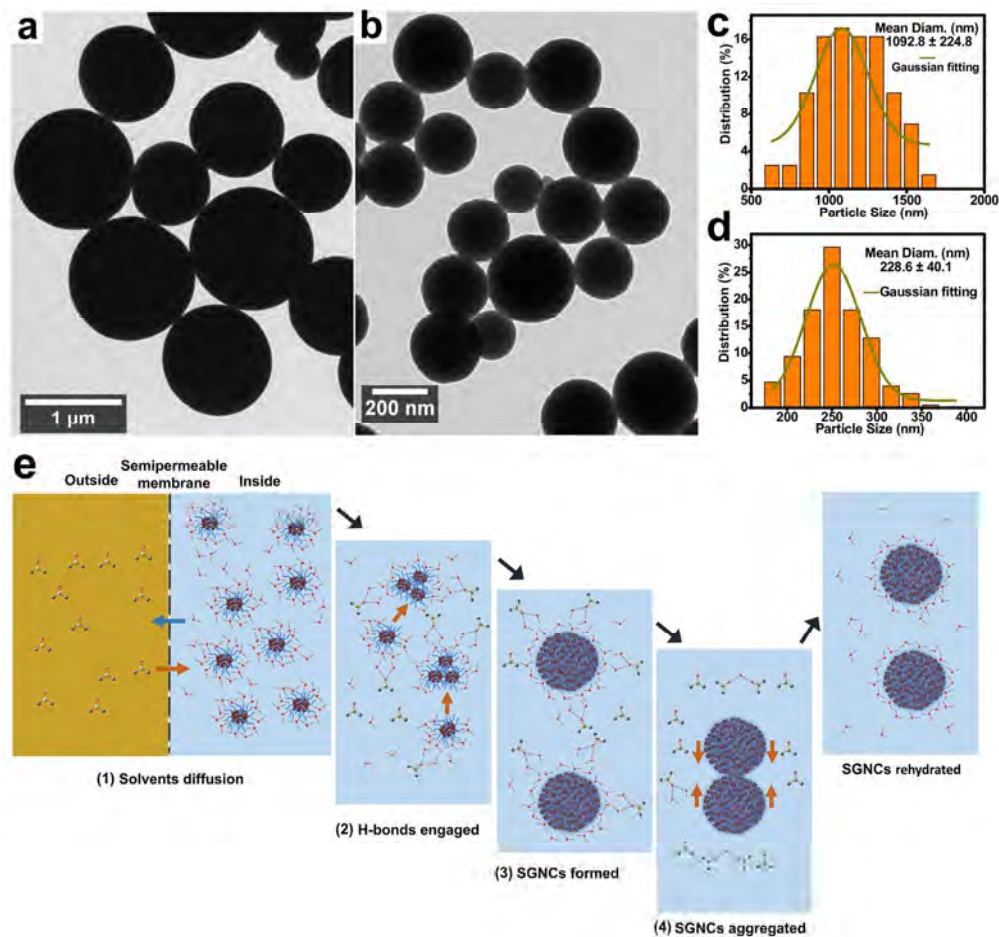 a
1 μm
b
200 nm
c
Distribution (%)
16
12
8
4
0
Mean Diam. (nm)
1092.8 ± 224.8
Gaussian fitting
500
1000
1500
2000
Particle Size (nm)
d
Distribution (%)
30
25
20
15
10
5
0
Mean Diam. (nm)
228.6 ± 40.1
Gaussian fitting
200
250
300
350
400
Particle Size (nm)
e
Outside
Semipermeable
membrane
Inside
(1) Solvents diffusion
(2) H-bonds engaged
(3) SGNCs formed
(4) SGNCs aggregated
SGNCs rehydrated